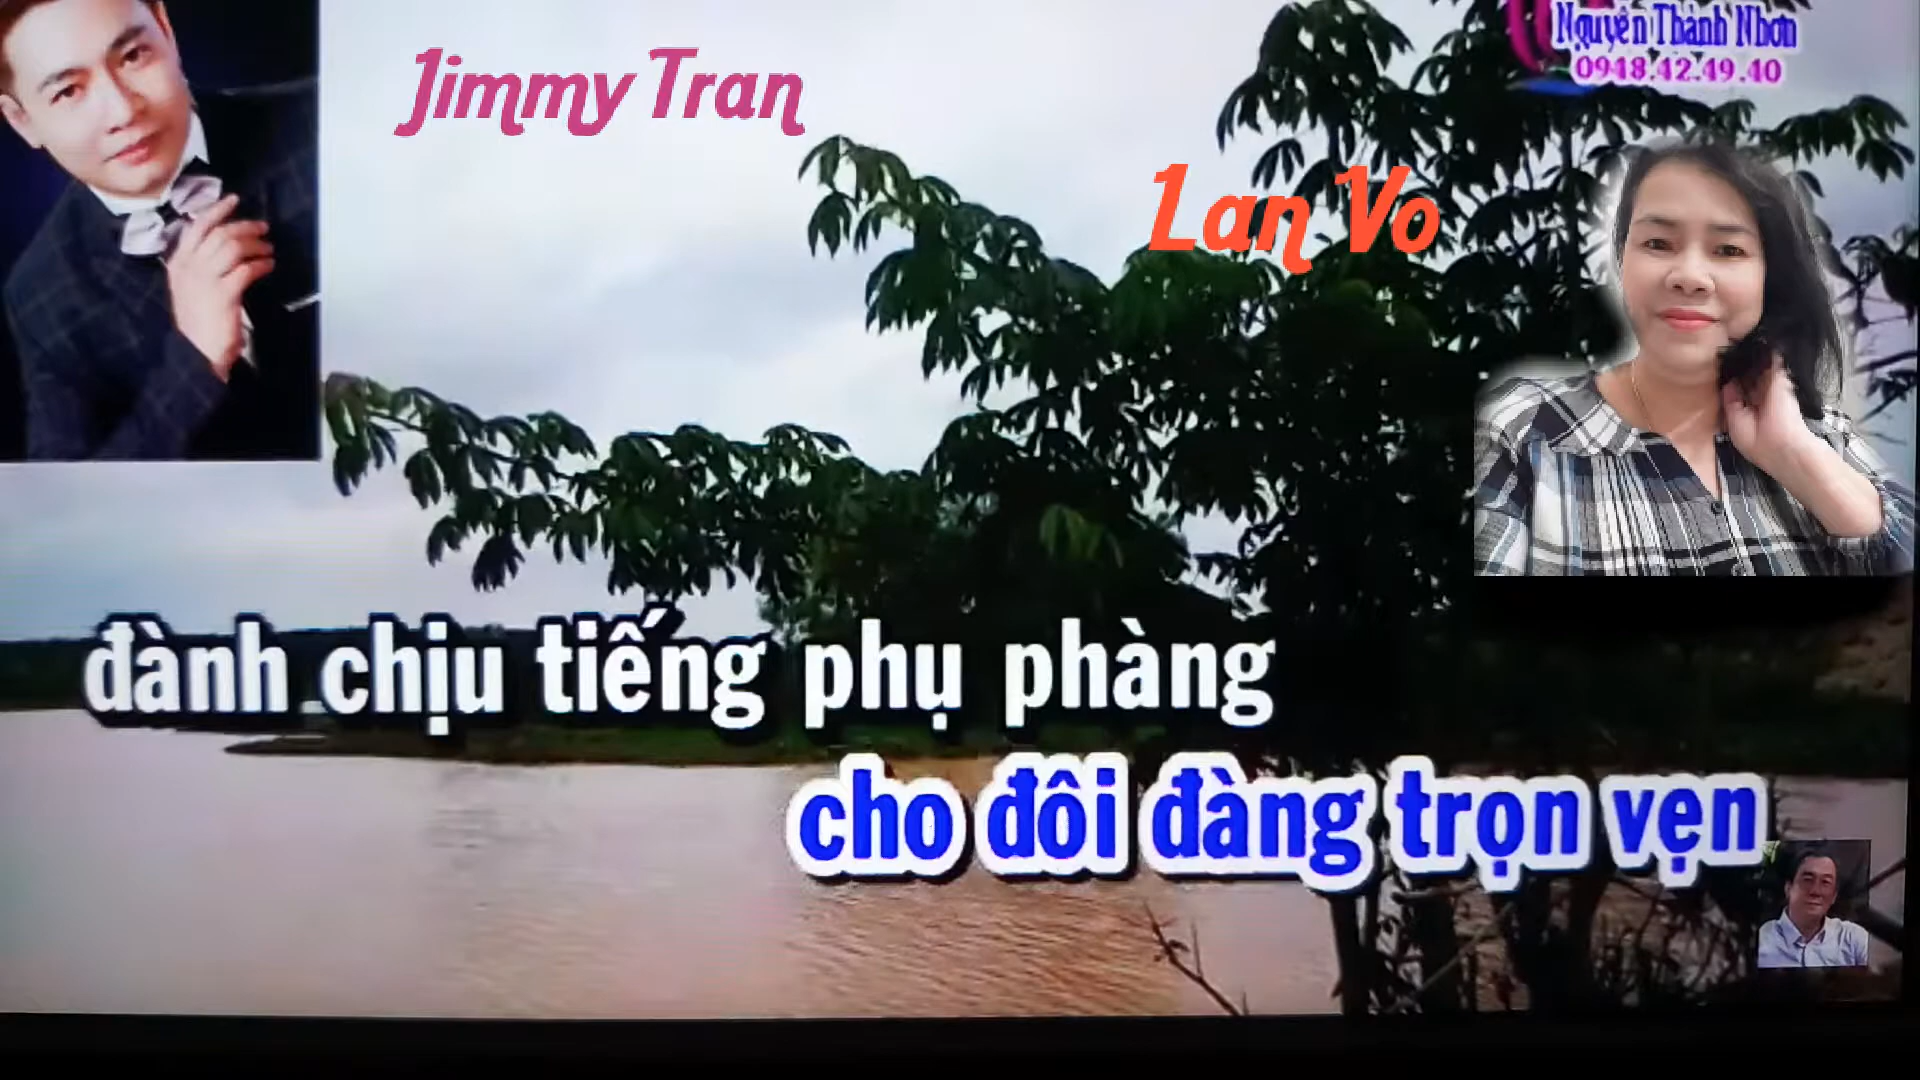 Nguyễn Thành Nhơn
0948.42.49.40
Jimmy Tran
Lan Vo
đành chịu tiếng phụ phàng
cho đôi đàng trọn vẹn